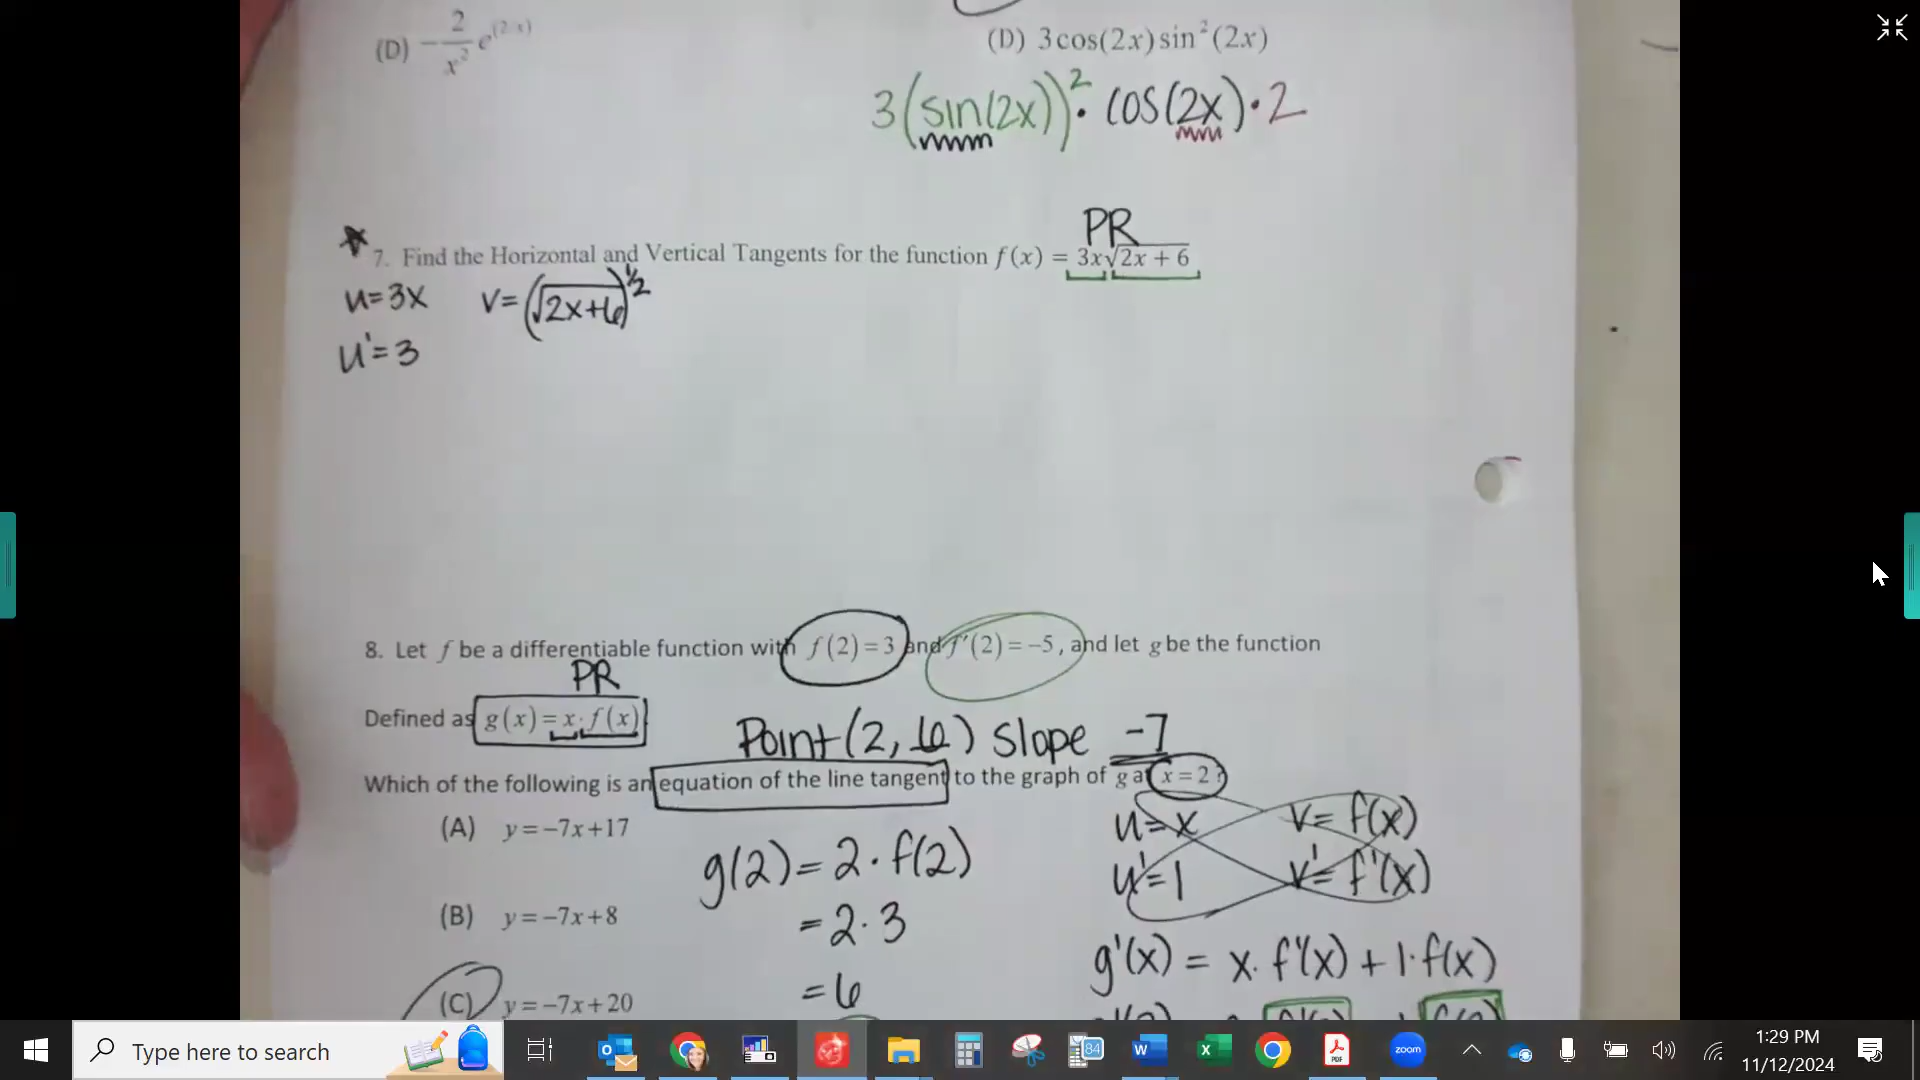 (D) -2/x² e^(2/x)
(D) 3cos(2x)sin²(2x)
3(sin(2x))² · cos(2x) · 2
PR
7. Find the Horizontal and Vertical Tangents for the function f(x) = 3x√2x + 6
u=3x v=(√2x+6)^1/2
u'=3
8. Let f be a differentiable function with f(2)=3 and f'(2)=-5, and let g be the function
PR
Defined as g(x)=x·f(x)
Point (2, 6) Slope -7
Which of the following is an equation of the line tangent to the graph of g at x=2?
u=x v=f(x)
(A) y=-7x+17
g(2)=2·f(2)
u'=1 v'=f'(x)
(B) y=-7x+8
=2·3
g'(x) = x·f'(x)+1·f(x)
(C) y=-7x+20
=6
Type here to search
84
zoom
1:29 PM
11/12/2024